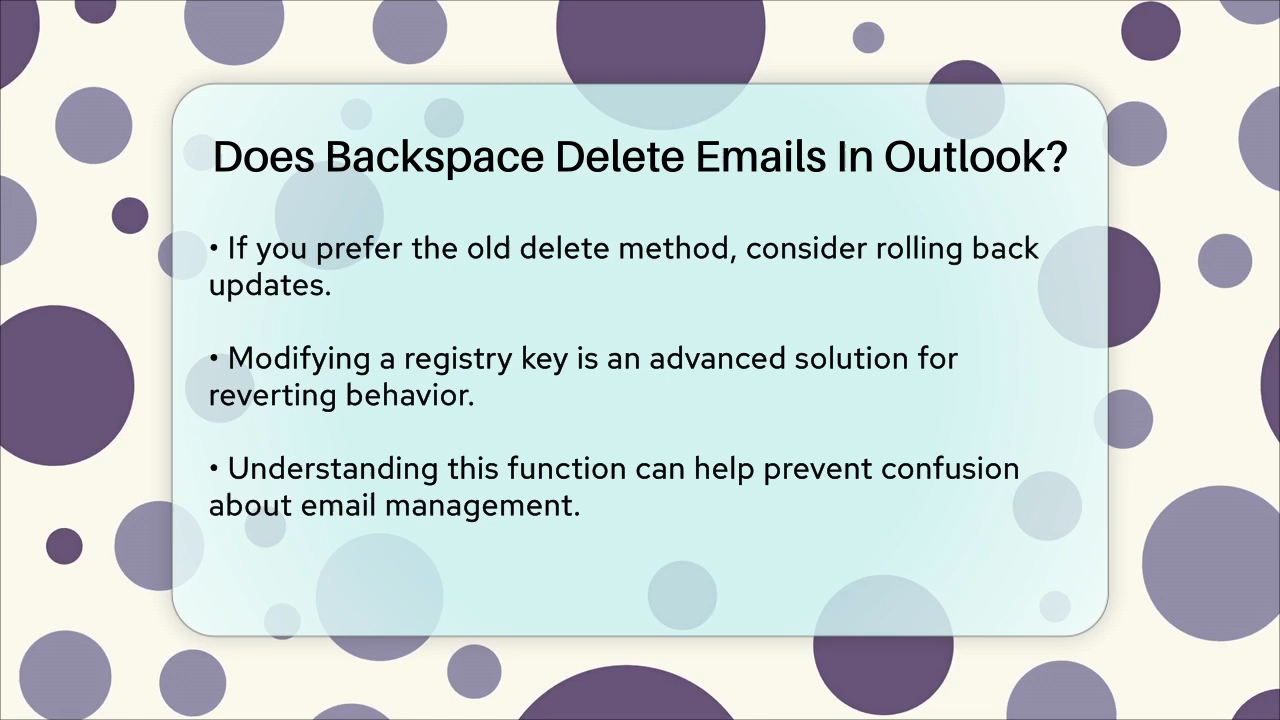 Does Backspace Delete Emails In Outlook?
• If you prefer the old delete method, consider rolling back
updates.
• Modifying a registry key is an advanced solution for
reverting behavior.
• Understanding this function can help prevent confusion
about email management.